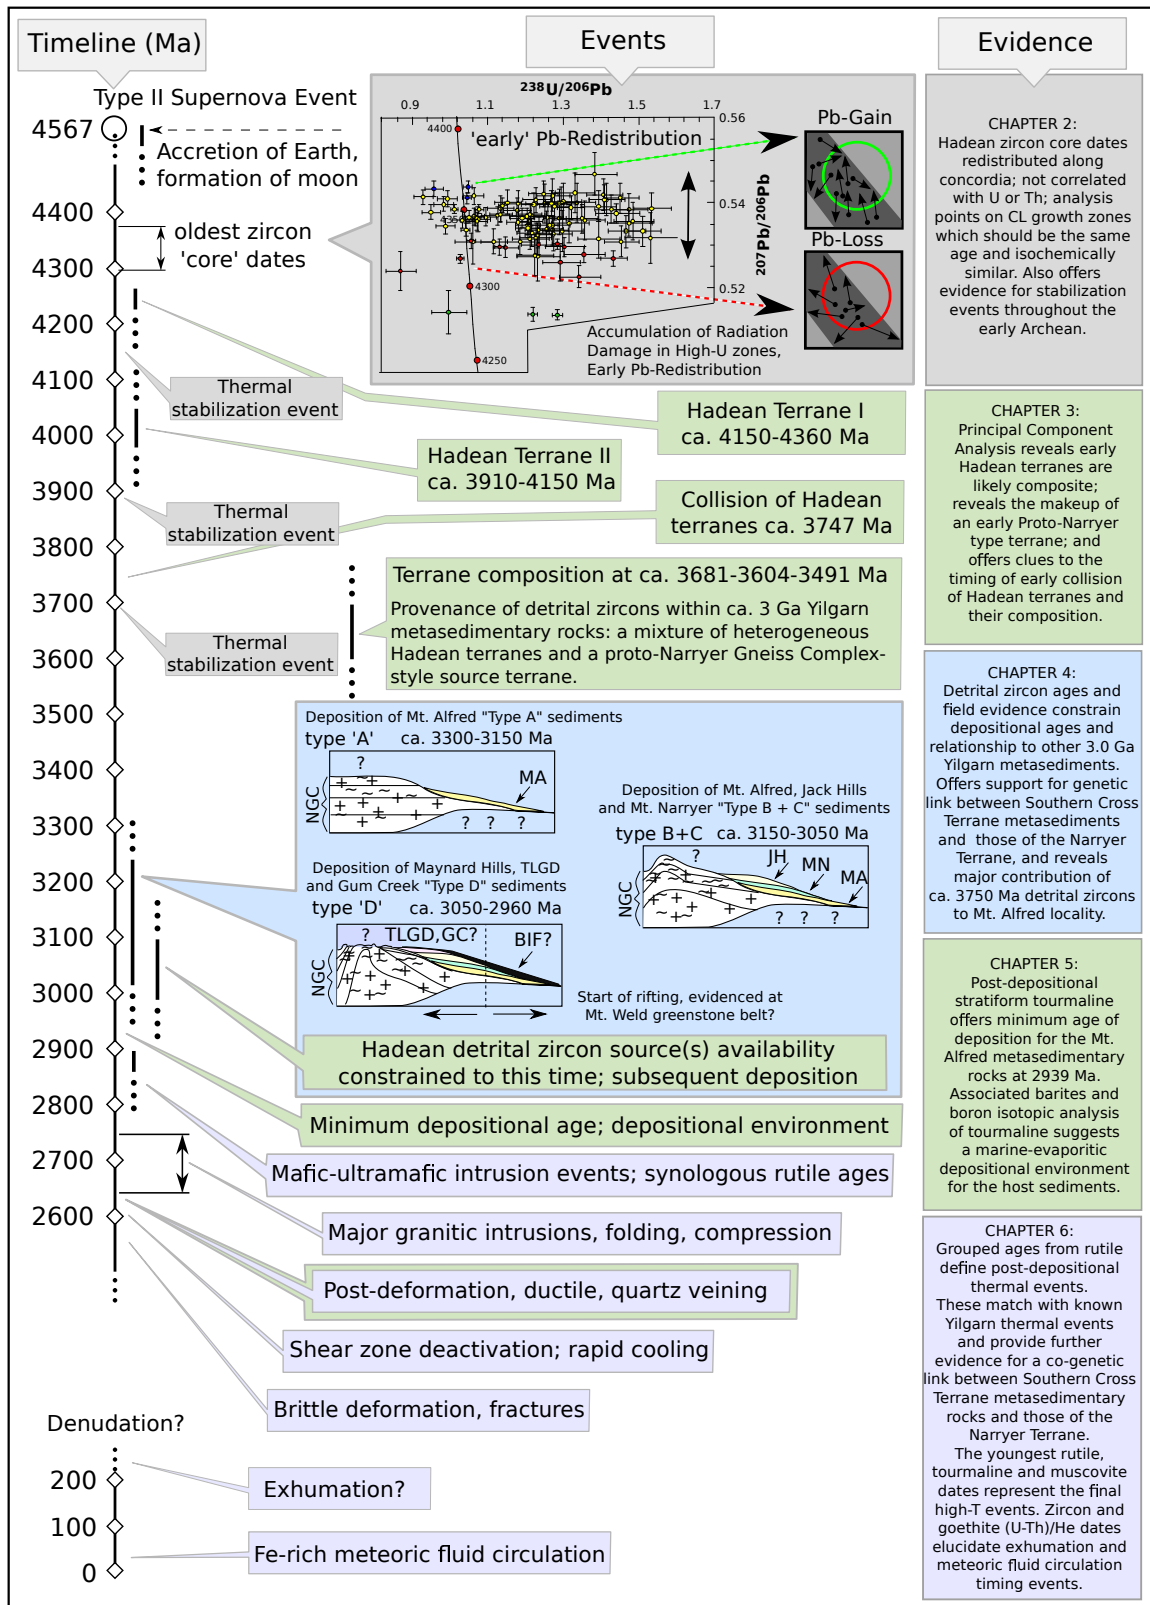 Timeline (Ma)
Events
Evidence
Type II Supernova Event
4567
Accretion of Earth,
formation of moon
4400
oldest zircon
'core' dates
4300
4200
4100
4000
3900
3800
3700
3600
3500
3400
3300
3200
3100
3000
2900
2800
2700
2600
Denudation?
200
100
0
238U/206Pb
0.9
1.1
1.3
1.5
1.7
0.56
0.54
0.52
207Pb/206Pb
4400
'early' Pb-Redistribution
4350
4300
4250
Pb-Gain
Pb-Loss
Accumulation of Radiation
Damage in High-U zones,
Early Pb-Redistribution
Thermal
stabilization event
Hadean Terrane I
ca. 4150-4360 Ma
Hadean Terrane II
ca. 3910-4150 Ma
Thermal
stabilization event
Collision of Hadean
terranes ca. 3747 Ma
Thermal
stabilization event
Terrane composition at ca. 3681-3604-3491 Ma
Provenance of detrital zircons within ca. 3 Ga Yilgarn
metasedimentary rocks: a mixture of heterogeneous
Hadean terranes and a proto-Narryer Gneiss Complex-
style source terrane.
Deposition of Mt. Alfred "Type A" sediments
type 'A' ca. 3300-3150 Ma
?
NGC
MA
? ? ?
Deposition of Mt. Alfred, Jack Hills
and Mt. Narryer "Type B + C" sediments
type B+C ca. 3150-3050 Ma
?
JH
MN
MA
NGC
? ? ?
Deposition of Maynard Hills, TLGD
and Gum Creek "Type D" sediments
type 'D' ca. 3050-2960 Ma
? TLGD,GC?
BIF?
NGC
Start of rifting, evidenced at
Mt. Weld greenstone belt?
Hadean detrital zircon source(s) availability
constrained to this time; subsequent deposition
Minimum depositional age; depositional environment
Mafic-ultramafic intrusion events; synologous rutile ages
Major granitic intrusions, folding, compression
Post-deformation, ductile, quartz veining
Shear zone deactivation; rapid cooling
Brittle deformation, fractures
Exhumation?
Fe-rich meteoric fluid circulation
CHAPTER 2:
Hadean zircon core dates
redistributed along
concordia; not correlated
with U or Th; analysis
points on CL growth zones
which should be the same
age and isochemically
similar. Also offers
evidence for stabilization
events throughout the
early Archean.
CHAPTER 3:
Principal Component
Analysis reveals early
Hadean terranes are
likely composite;
reveals the makeup of
an early Proto-Narryer
type terrane; and
offers clues to the
timing of early collision
of Hadean terranes and
their composition.
CHAPTER 4:
Detrital zircon ages and
field evidence constrain
depositional ages and
relationship to other 3.0 Ga
Yilgarn metasediments.
Offers support for genetic
link between Southern Cross
Terrane metasediments
and those of the Narryer
Terrane, and reveals
major contribution of
ca. 3750 Ma detrital zircons
to Mt. Alfred locality.
CHAPTER 5:
Post-depositional
stratiform tourmaline
offers minimum age of
deposition for the Mt.
Alfred metasedimentary
rocks at 2939 Ma.
Associated barites and
boron isotopic analysis
of tourmaline suggests
a marine-evaporitic
depositional environment
for the host sediments.
CHAPTER 6:
Grouped ages from rutile
define post-depositional
thermal events.
These match with known
Yilgarn thermal events
and provide further
evidence for a co-genetic
link between Southern Cross
Terrane metasedimentary
rocks and those of the
Narryer Terrane.
The youngest rutile,
tourmaline and muscovite
dates represent the final
high-T events. Zircon and
goethite (U-Th)/He dates
elucidate exhumation and
meteoric fluid circulation
timing events.